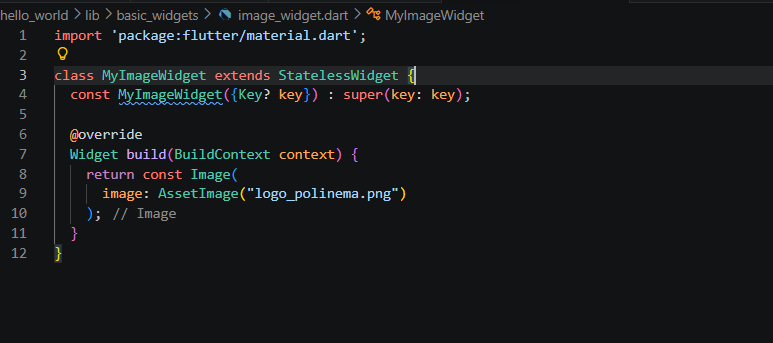 hello_world > lib > basic_widgets > image_widget.dart > MyImageWidget
1 import 'package:flutter/material.dart';
2
3 class MyImageWidget extends StatelessWidget {
4   const MyImageWidget({Key? key}) : super(key: key);
5
6   @override
7   Widget build(BuildContext context) {
8     return const Image(
9       image: AssetImage("logo_polinema.png")
10     ); // Image
11   }
12 }